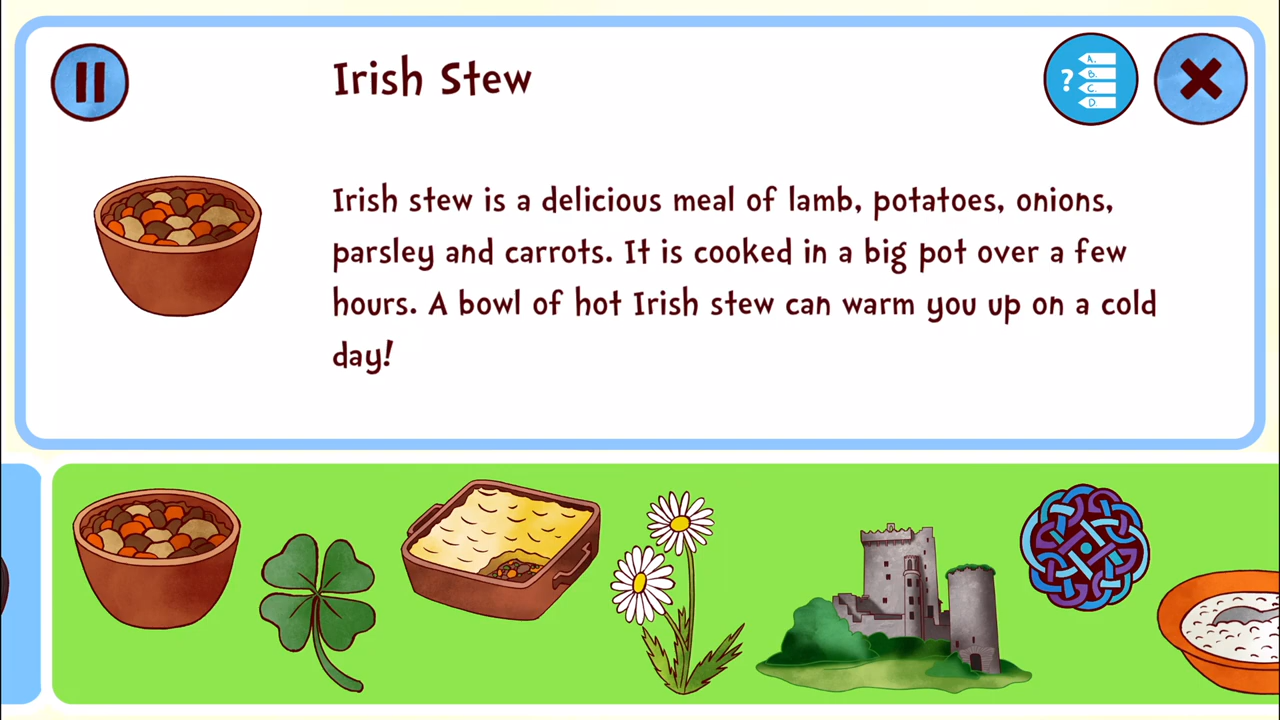 Irish Stew
? A.
B.
C.
D.
Irish stew is a delicious meal of lamb, potatoes, onions,
parsley and carrots. It is cooked in a big pot over a few
hours. A bowl of hot Irish stew can warm you up on a cold
day!